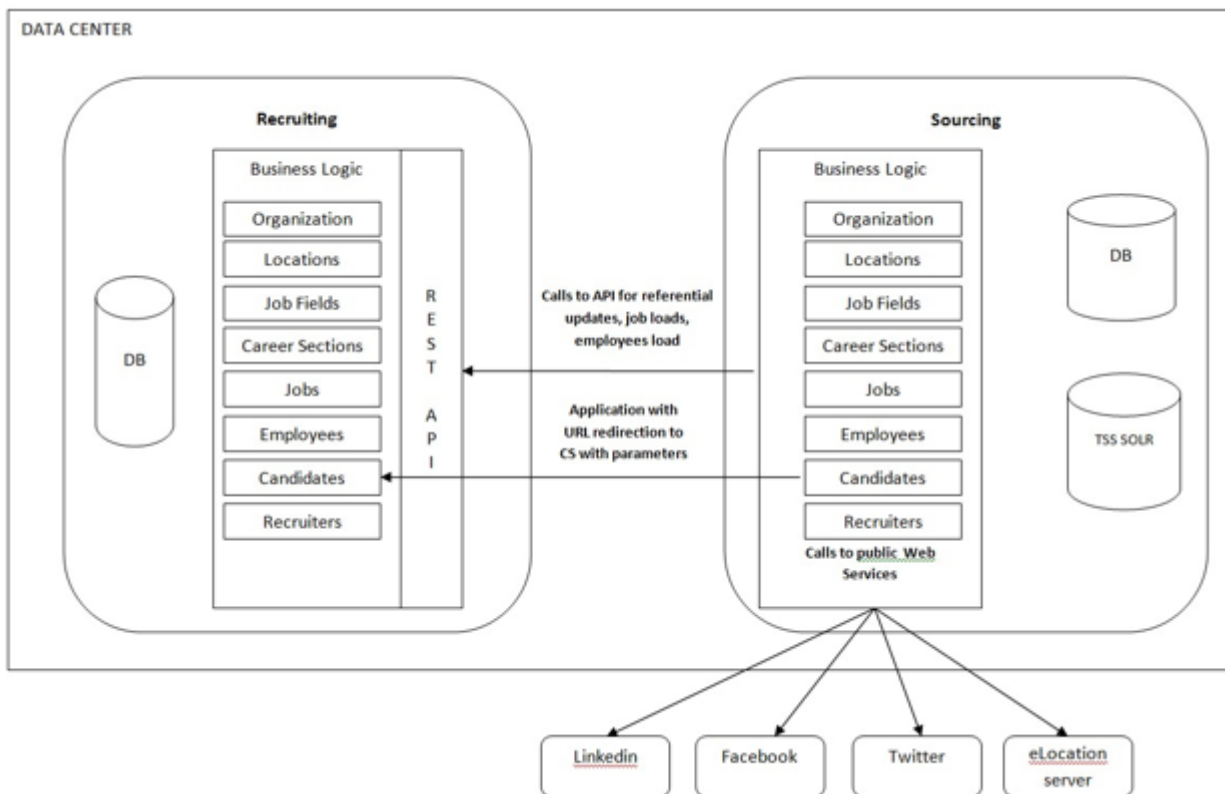 DATA CENTER
Recruiting
Business Logic
Organization
Locations
Job Fields
Career Sections
Jobs
Employees
Candidates
Recruiters
DB
R
E
S
T
A
P
I
Calls to API for referential
updates, job loads,
employees load
Application with
URL redirection to
CS with parameters
Sourcing
Business Logic
Organization
Locations
Job Fields
Career Sections
Jobs
Employees
Candidates
Recruiters
Calls to public Web
Services
DB
TSS SOLR
Linkedin
Facebook
Twitter
eLocation
server